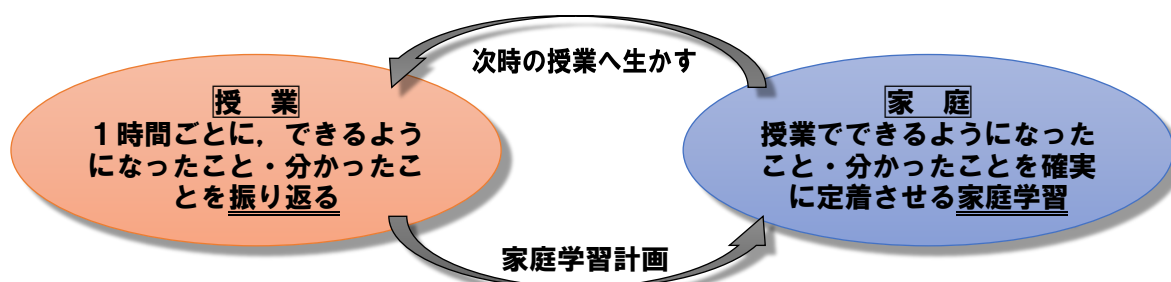 次時の授業へ生かす
授　業
１時間ごとに，できるよう
になったこと・分かったこ
とを振り返る
家　庭
授業でできるようになった
こと・分かったことを確実
に定着させる家庭学習
家庭学習計画